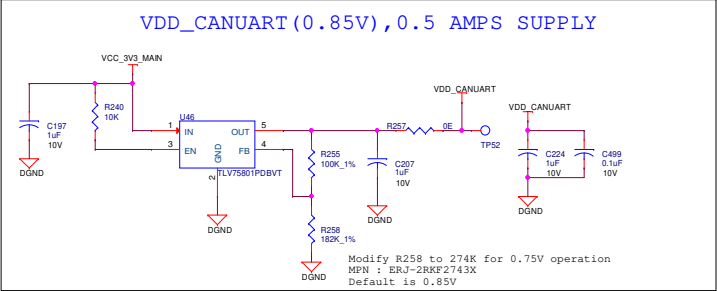 VDD_CANUART(0.85V),0.5 AMPS SUPPLY
VCC_3V3_MAIN
VDD_CANUART
VDD_CANUART
R240
10K
C197
1uF
10V
DGND
U46
1 IN OUT 5
3 EN FB 4
GND
2
TLV75801PDBVT
DGND
R257 0E
TP52
R255
100K_1%
C207
1uF
10V
DGND
R258
182K_1%
DGND
C224
1uF
10V
C499
0.1uF
10V
DGND
Modify R258 to 274K for 0.75V operation
MPN : ERJ-2RKF2743X
Default is 0.85V